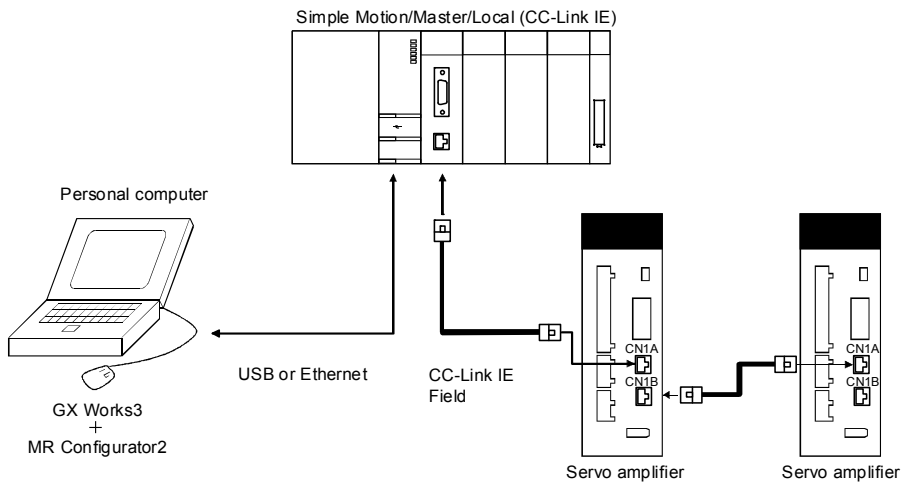 Simple Motion/Master/Local (CC-Link IE)
Personal computer
USB or Ethernet
CC-Link IE
Field
GX Works3
+
MR Configurator2
CN1A
CN1B
Servo amplifier
CN1A
CN1B
Servo amplifier